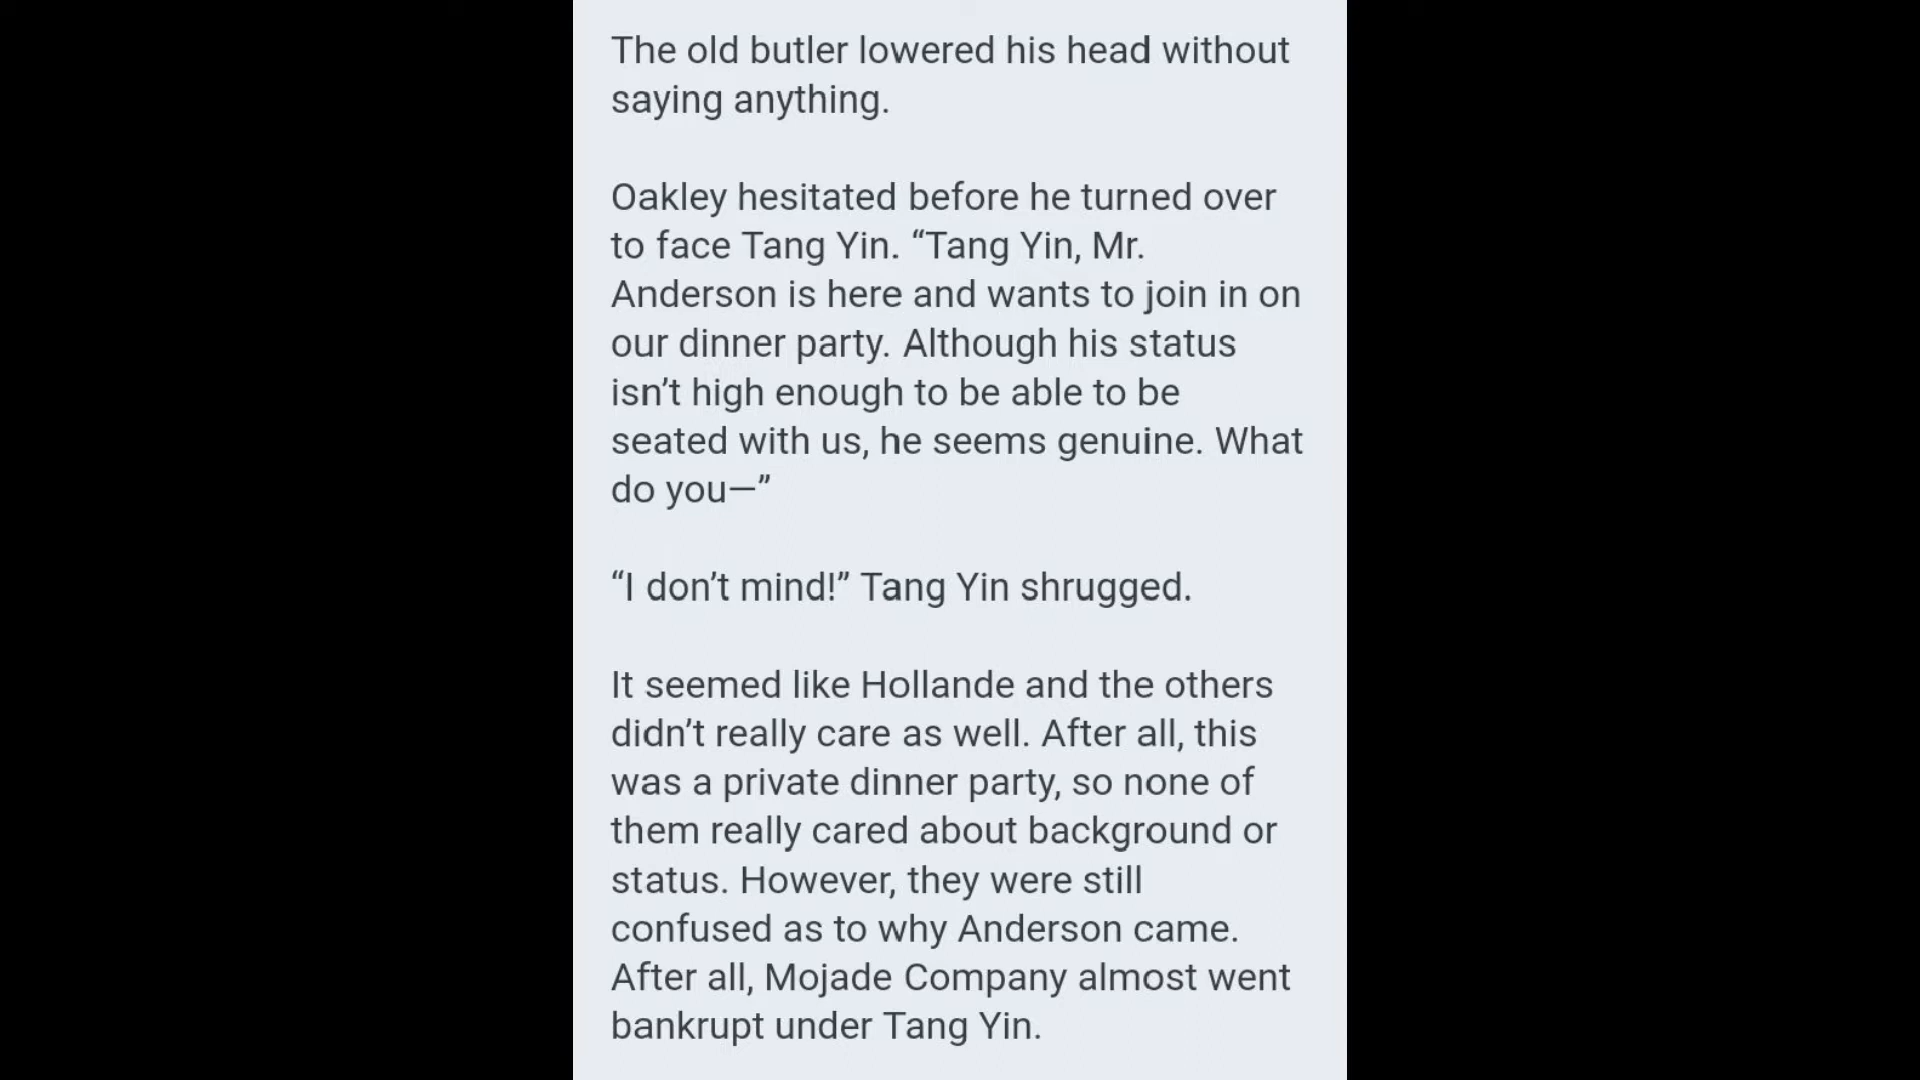 The old butler lowered his head without
saying anything.
Oakley hesitated before he turned over
to face Tang Yin. “Tang Yin, Mr.
Anderson is here and wants to join in on
our dinner party. Although his status
isn’t high enough to be able to be
seated with us, he seems genuine. What
do you—”
“I don’t mind!” Tang Yin shrugged.
It seemed like Hollande and the others
didn’t really care as well. After all, this
was a private dinner party, so none of
them really cared about background or
status. However, they were still
confused as to why Anderson came.
After all, Mojade Company almost went
bankrupt under Tang Yin.